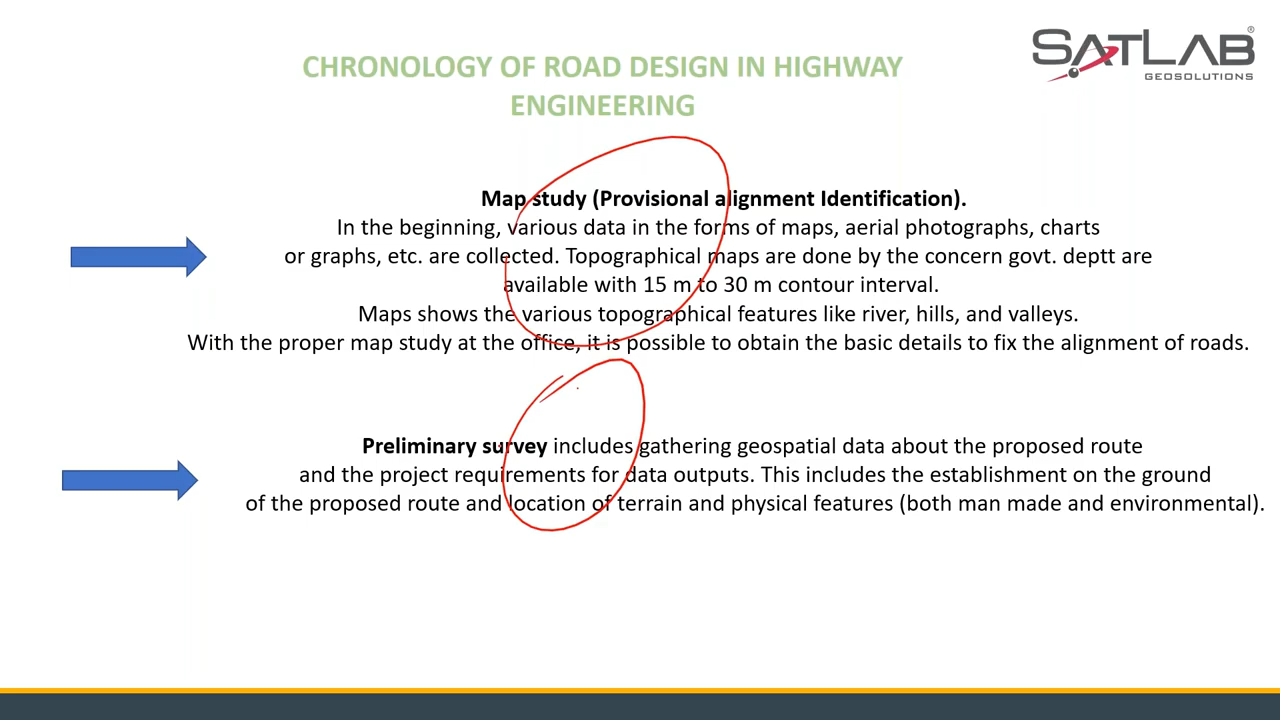 SATLAB®
GEOSOLUTIONS
CHRONOLOGY OF ROAD DESIGN IN HIGHWAY
ENGINEERING
Map study (Provisional alignment Identification).
In the beginning, various data in the forms of maps, aerial photographs, charts
or graphs, etc. are collected. Topographical maps are done by the concern govt. deptt are
available with 15 m to 30 m contour interval.
Maps shows the various topographical features like river, hills, and valleys.
With the proper map study at the office, it is possible to obtain the basic details to fix the alignment of roads.
Preliminary survey includes gathering geospatial data about the proposed route
and the project requirements for data outputs. This includes the establishment on the ground
of the proposed route and location of terrain and physical features (both man made and environmental).